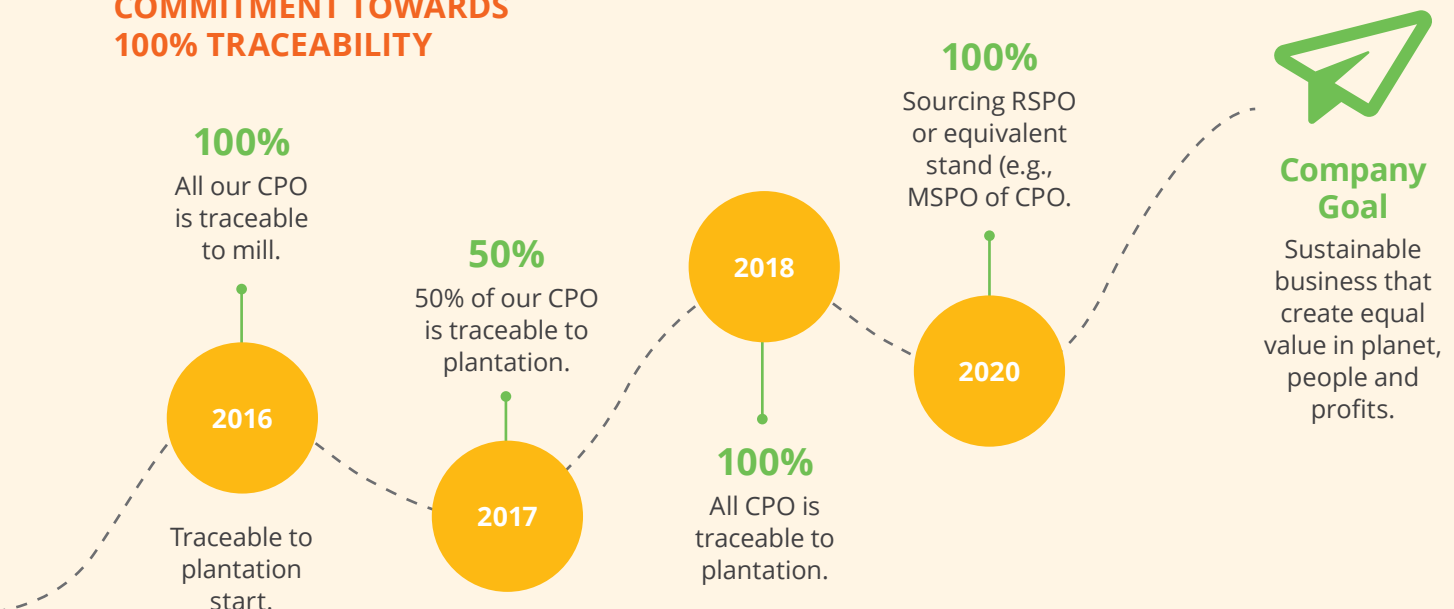 COMMITMENT TOWARDS
100% TRACEABILITY
100%
All our CPO
is traceable
to mill.
2016
Traceable to
plantation
start.
50%
50% of our CPO
is traceable to
plantation.
2017
2018
100%
All CPO is
traceable to
plantation.
100%
Sourcing RSPO
or equivalent
stand (e.g.,
MSPO of CPO.
2020
Company
Goal
Sustainable
business that
create equal
value in planet,
people and
profits.